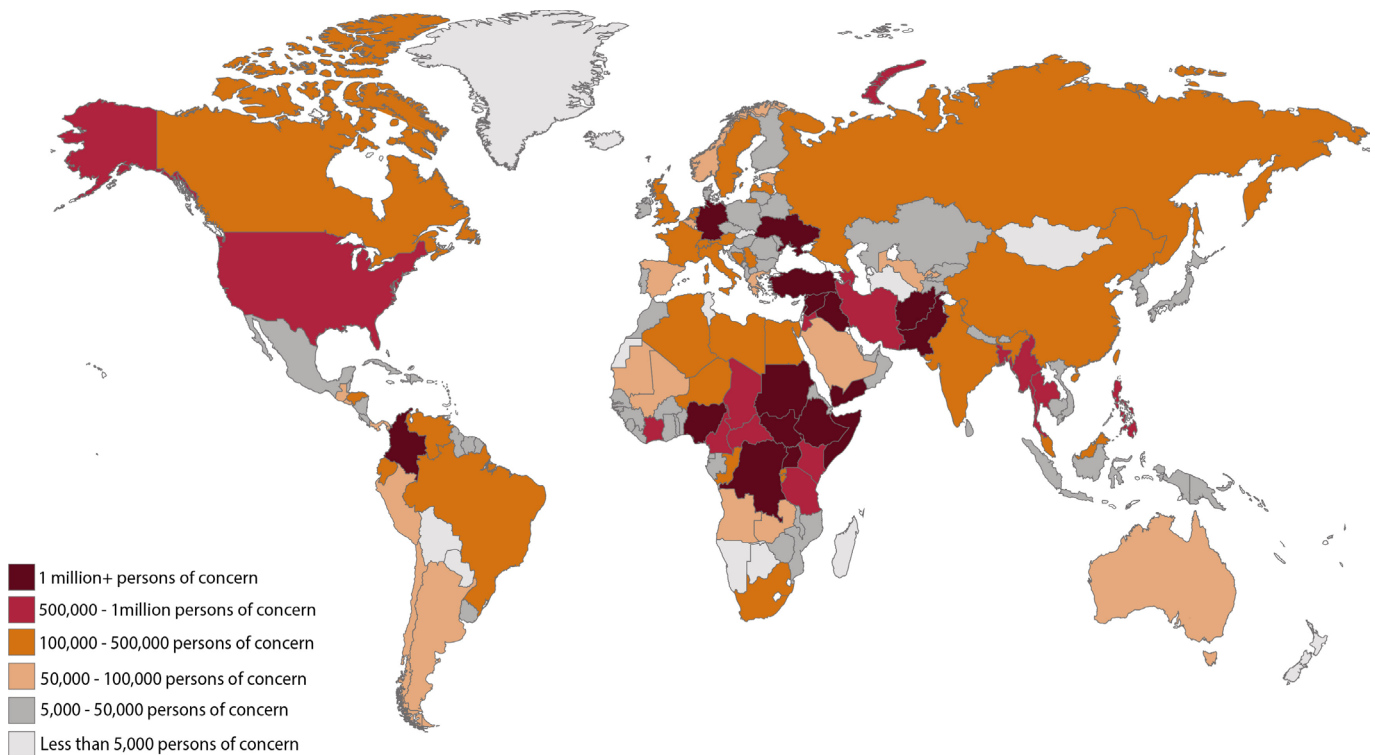 1 million+ persons of concern
500,000 - 1million persons of concern
100,000 - 500,000 persons of concern
50,000 - 100,000 persons of concern
5,000 - 50,000 persons of concern
Less than 5,000 persons of concern